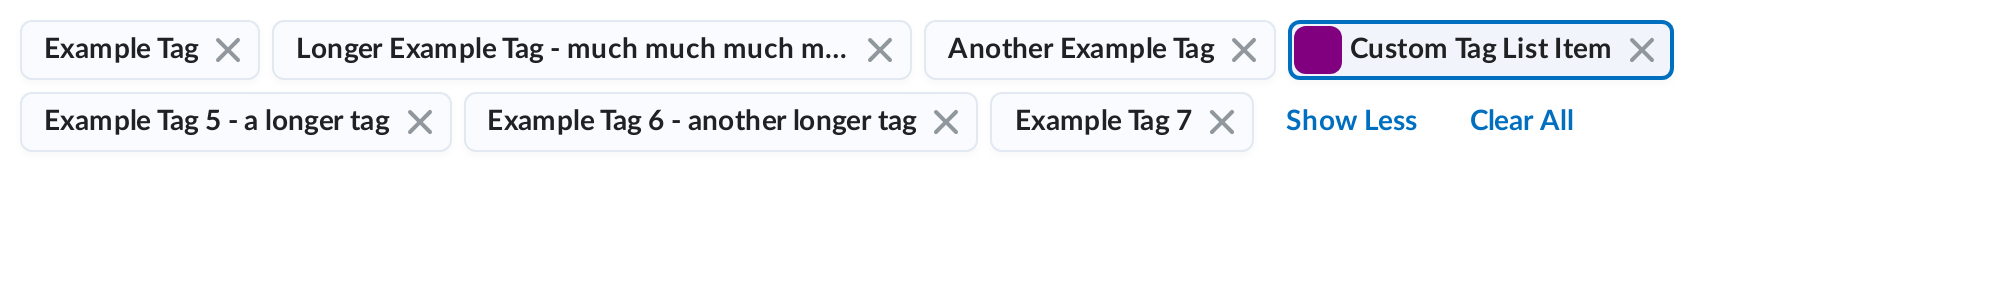 Example Tag Longer Example Tag - much much much m... Another Example Tag Custom Tag List Item
Example Tag 5 - a longer tag Example Tag 6 - another longer tag Example Tag 7 Show Less Clear All